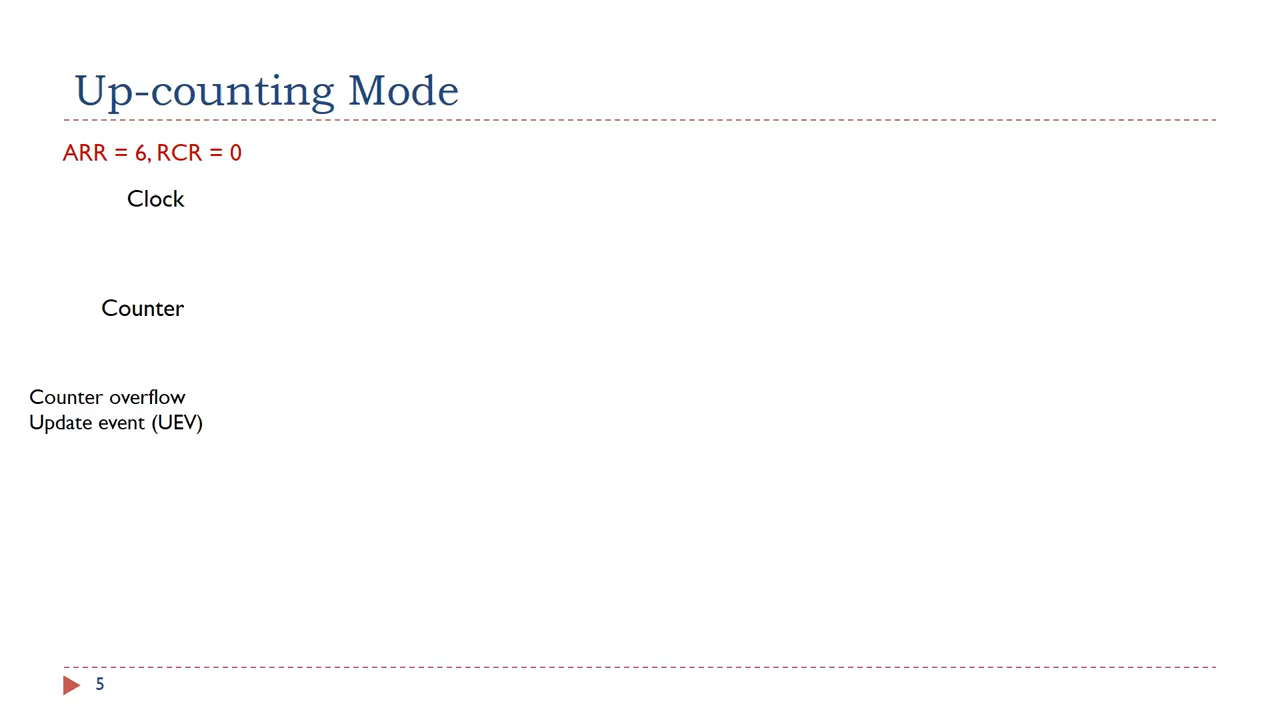 Up-counting Mode
ARR = 6, RCR = 0
Clock
Counter
Counter overflow
Update event (UEV)
5